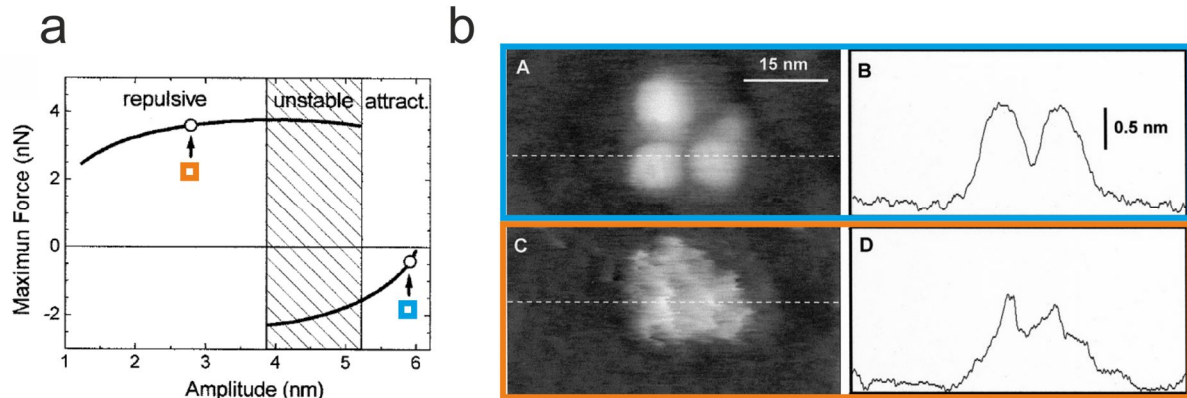 a
repulsive unstable attract.
Maximun Force (nN)
4
2
0
-2
1 2 3 4 5 6
Amplitude (nm)
b
A
15 nm
B
0.5 nm
C
D